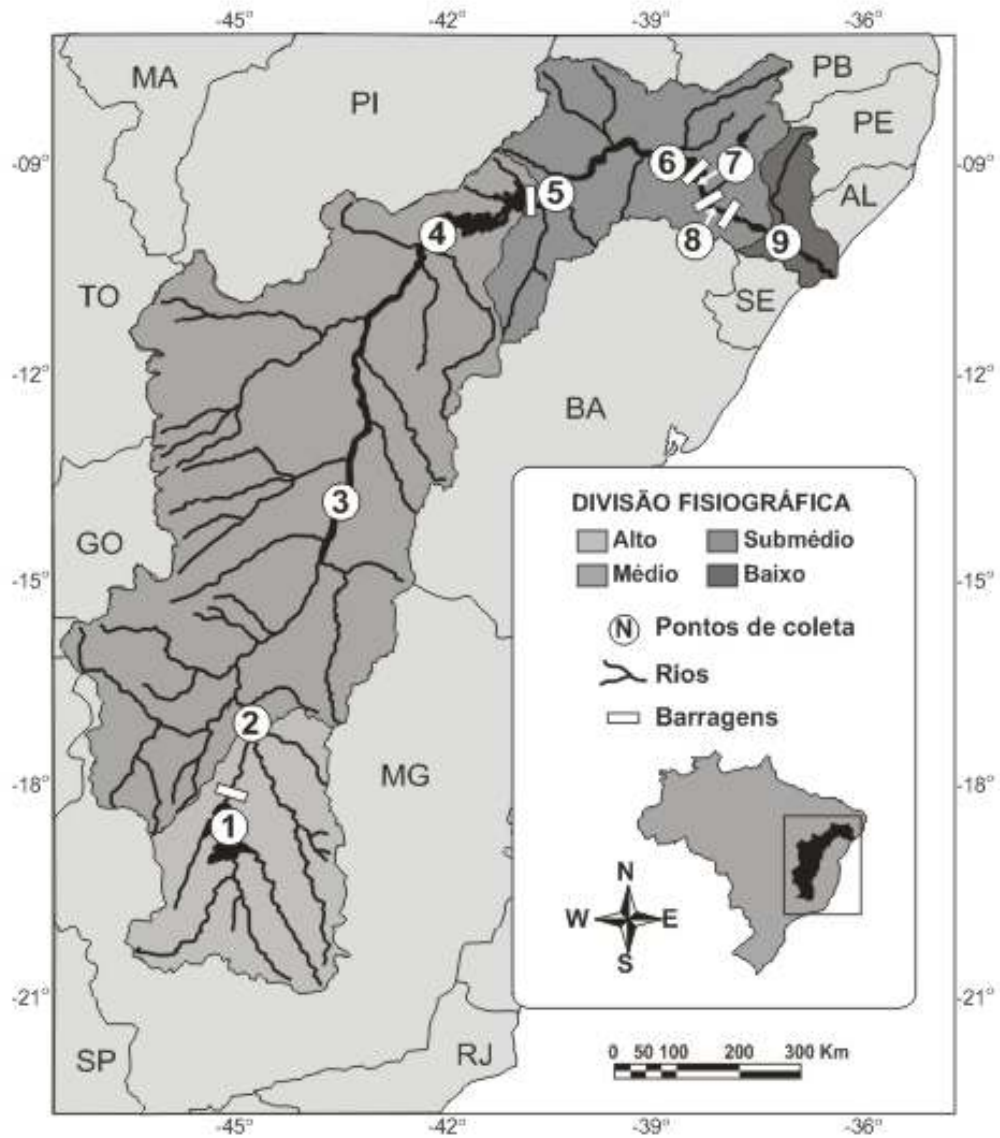 -45° -42° -39° -36°
MA
PI
PB
PE
-09° -09°
6 7
5
AL
4
8 9
TO
SE
-12° -12°
BA
3
GO
-15° -15°
2
MG
-18° -18°
1
-21° -21°
SP
RJ
-45° -42° -39° -36°
DIVISÃO FISIOGRÁFICA
Alto Submédio
Médio Baixo
N Pontos de coleta
Rios
Barragens
N
W E
S
0 50 100 200 300 Km